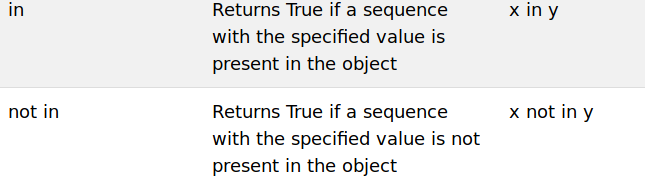 in Returns True if a sequence x in y
with the specified value is
present in the object
not in Returns True if a sequence x not in y
with the specified value is not
present in the object